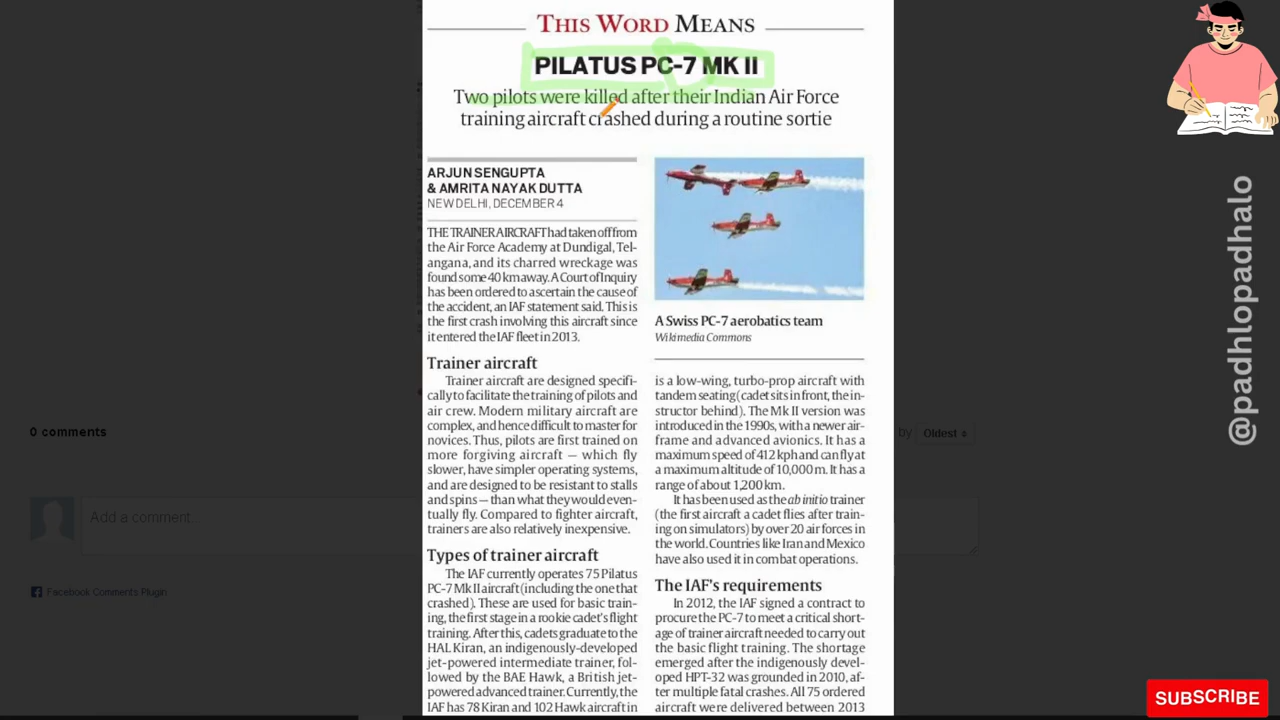 THIS WORD MEANS
PILATUS PC-7 MK II
Two pilots were killed after their Indian Air Force
training aircraft crashed during a routine sortie
ARJUN SENGUPTA
& AMRITA NAYAK DUTTA
NEW DELHI, DECEMBER 4
THE TRAINER AIRCRAFT had taken off from
the Air Force Academy at Dundigal, Tel-
angana, and its charred wreckage was
found some 40 km away. A Court of Inquiry
has been ordered to ascertain the cause of
the accident, an IAF statement said. This is
the first crash involving this aircraft since
it entered the IAF fleet in 2013.
Trainer aircraft
Trainer aircraft are designed specifi-
cally to facilitate the training of pilots and
air crew. Modern military aircraft are
complex, and hence difficult to master for
novices. Thus, pilots are first trained on
more forgiving aircraft — which fly
slower, have simpler operating systems,
and are designed to be resistant to stalls
and spins — than what they would even-
tually fly. Compared to fighter aircraft,
trainers are also relatively inexpensive.
Types of trainer aircraft
The IAF currently operates 75 Pilatus
PC-7 Mk II aircraft (including the one that
crashed). These are used for basic train-
ing, the first stage in a rookie cadet's flight
training. After this, cadets graduate to the
HAL Kiran, an indigenously-developed
jet-powered intermediate trainer, fol-
lowed by the BAE Hawk, a British jet-
powered advanced trainer. Currently, the
IAF has 78 Kiran and 102 Hawk aircraft in
A Swiss PC-7 aerobatics team
Wikimedia Commons
is a low-wing, turbo-prop aircraft with
tandem seating (cadet sits in front, the in-
structor behind). The Mk II version was
introduced in the 1990s, with a newer air-
frame and advanced avionics. It has a
maximum speed of 412 kph and can fly at
a maximum altitude of 10,000 m. It has a
range of about 1,200 km.
It has been used as the ab initio trainer
(the first aircraft a cadet flies after train-
ing on simulators) by over 20 air forces in
the world. Countries like Iran and Mexico
have also used it in combat operations.
The IAF's requirements
In 2012, the IAF signed a contract to
procure the PC-7 to meet a critical short-
age of trainer aircraft needed to carry out
the basic flight training. The shortage
emerged after the indigenously devel-
oped HPT-32 was grounded in 2010, af-
ter multiple fatal crashes. All 75 ordered
aircraft were delivered between 2013
0 comments
by Oldest
Add a comment...
Facebook Comments Plugin
@padhlopadhalo
SUBSCRIBE